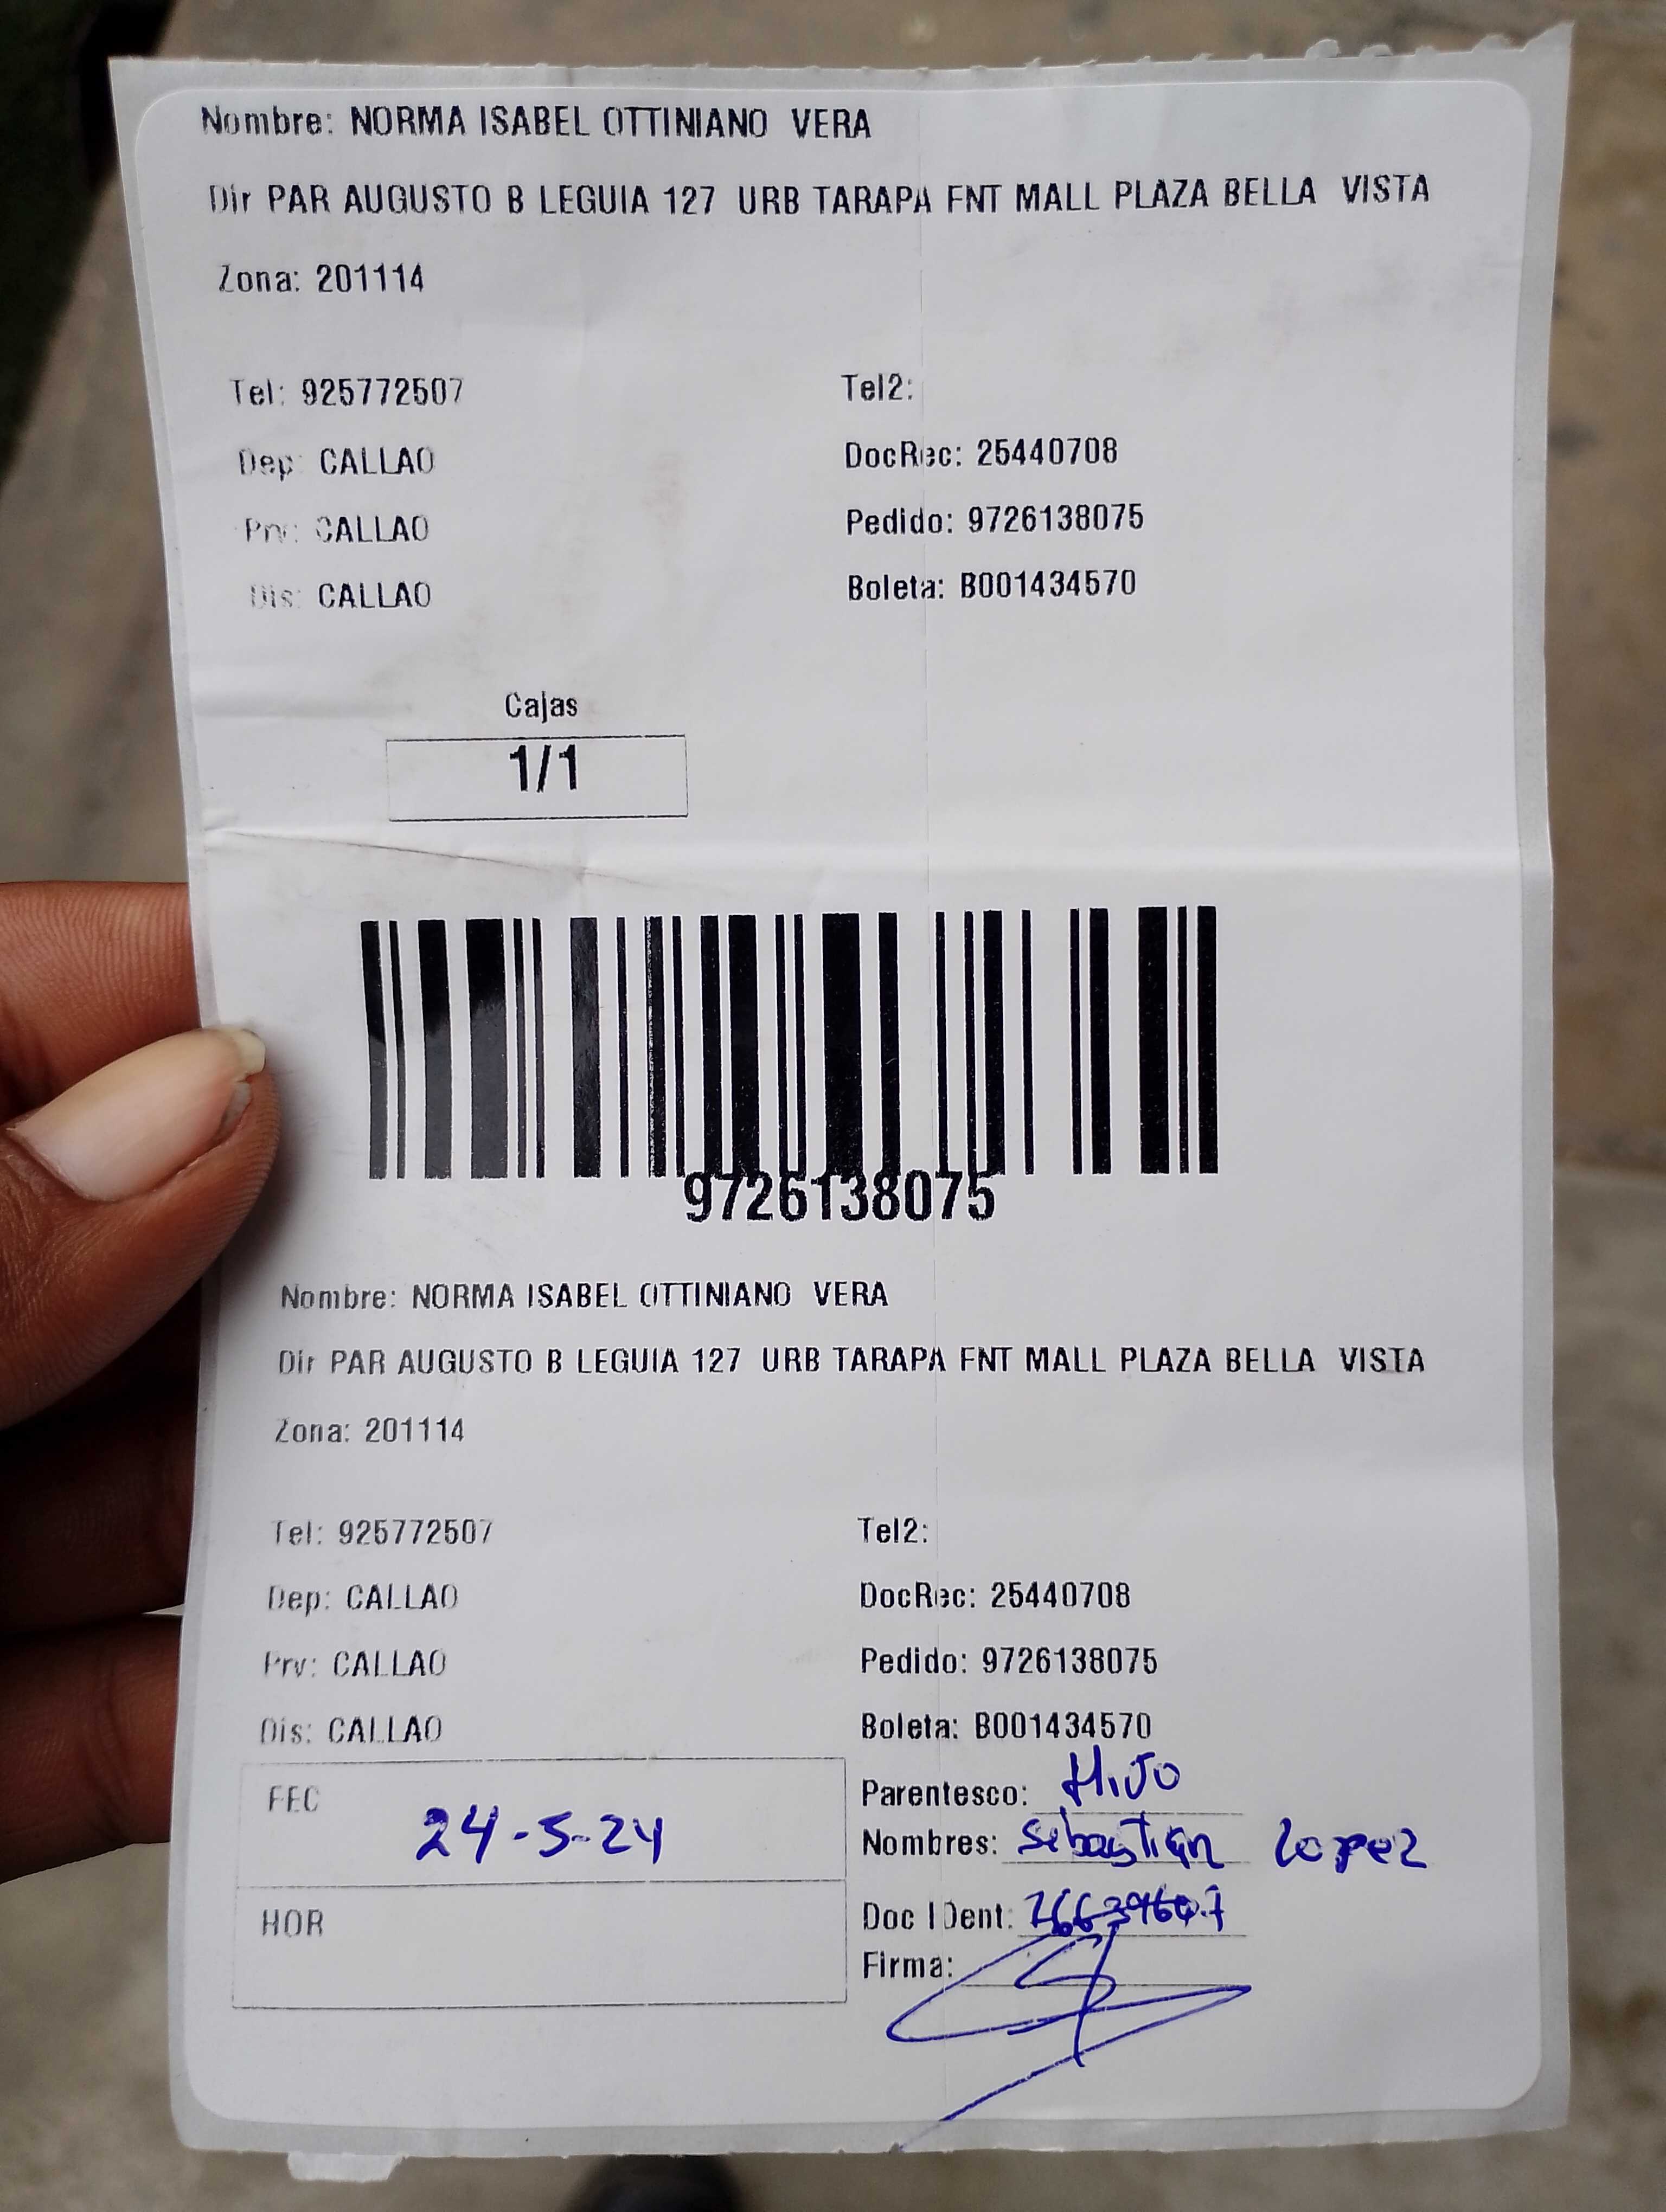 Nombre: NORMA ISABEL OTTINIANO VERA
Dir PAR AUGUSTO B LEGUIA 127 URB TARAPA FNT MALL PLAZA BELLA VISTA
Zona: 201114
Tel: 925772507 Tel2:
Dep: CALLAO DocRec: 25440708
Prv: CALLAO Pedido: 9726138075
Dis: CALLAO Boleta: B001434570
Cajas
1/1
9726138075
Nombre: NORMA ISABEL OTTINIANO VERA
Dir PAR AUGUSTO B LEGUIA 127 URB TARAPA FNT MALL PLAZA BELLA VISTA
Zona: 201114
Tel: 925772507 Tel2:
Dep: CALLAO DocRec: 25440708
Prv: CALLAO Pedido: 9726138075
Dis: CALLAO Boleta: B001434570
FEC 24-5-24
Parentesco: Hijo
Nombres: Sebastian Lopez
HOR
Doc IDent:
Firma: